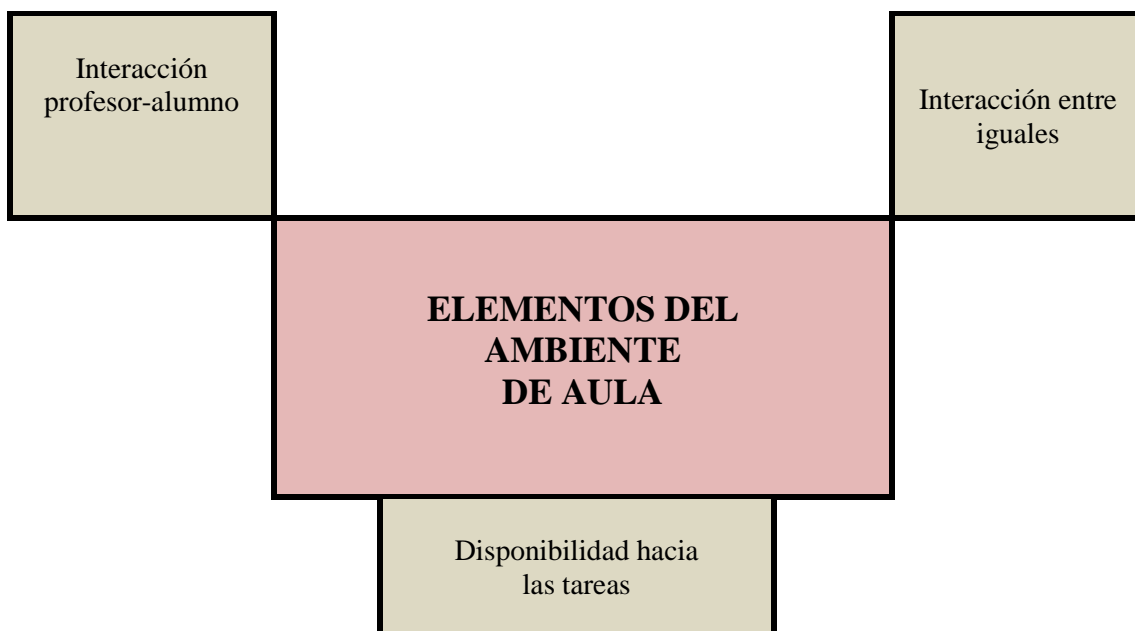 Interacción
profesor-alumno
Interacción entre
iguales
ELEMENTOS DEL
AMBIENTE
DE AULA
Disponibilidad hacia
las tareas